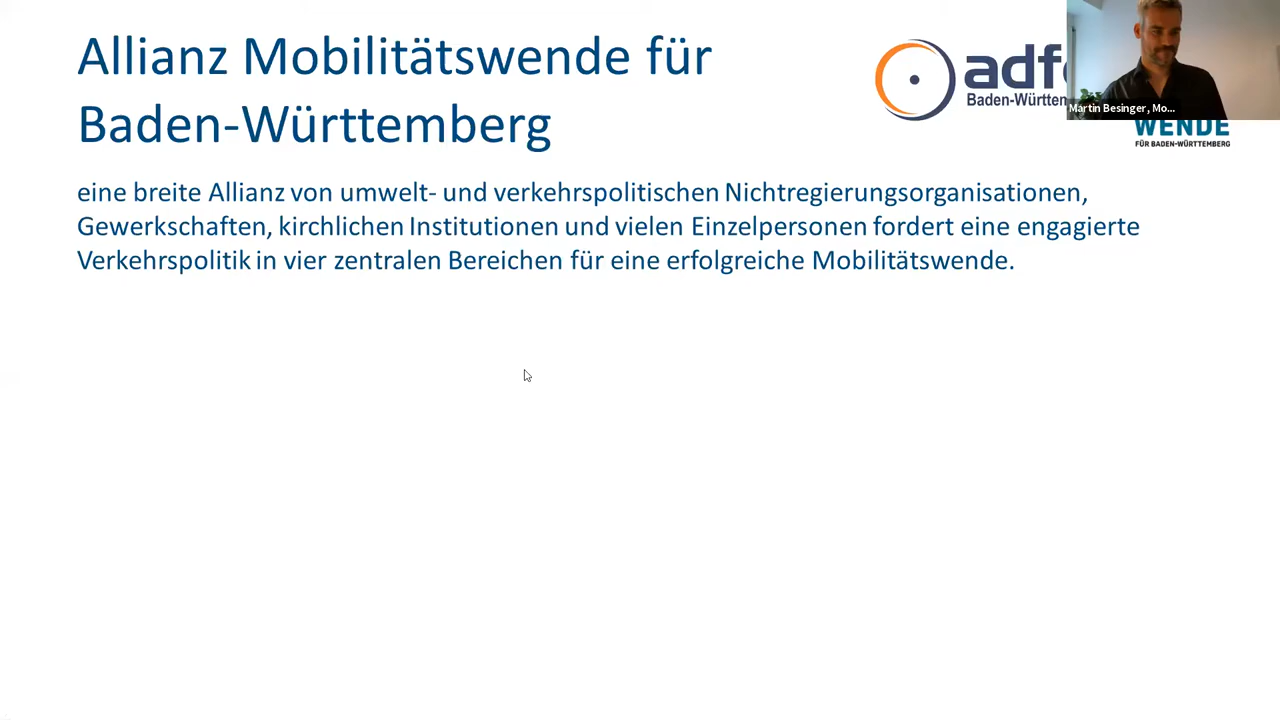 Allianz Mobilitätswende für
Baden-Württemberg
adf
Baden-Württem
Martin Besinger, Mo...
WENDE
FÜR BADEN-WÜRTTEMBERG
eine breite Allianz von umwelt- und verkehrspolitischen Nichtregierungsorganisationen,
Gewerkschaften, kirchlichen Institutionen und vielen Einzelpersonen fordert eine engagierte
Verkehrspolitik in vier zentralen Bereichen für eine erfolgreiche Mobilitätswende.